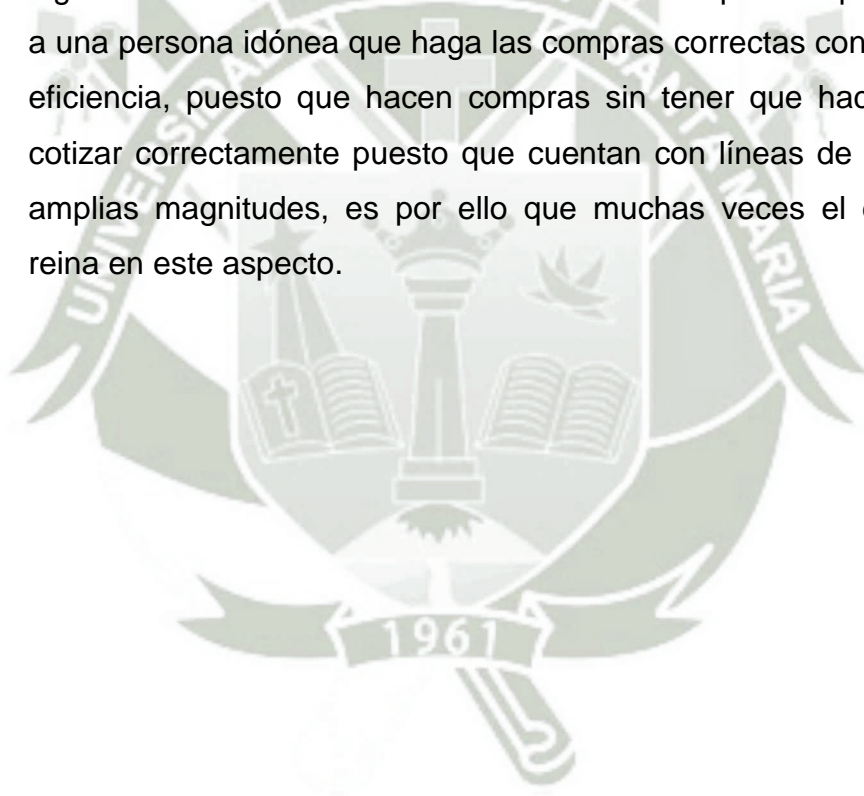 a una persona idónea que haga las compras correctas con
eficiencia, puesto que hacen compras sin tener que
cotizar correctamente puesto que cuentan con líneas de
amplias magnitudes, es por ello que muchas veces el
reina en este aspecto.
1961